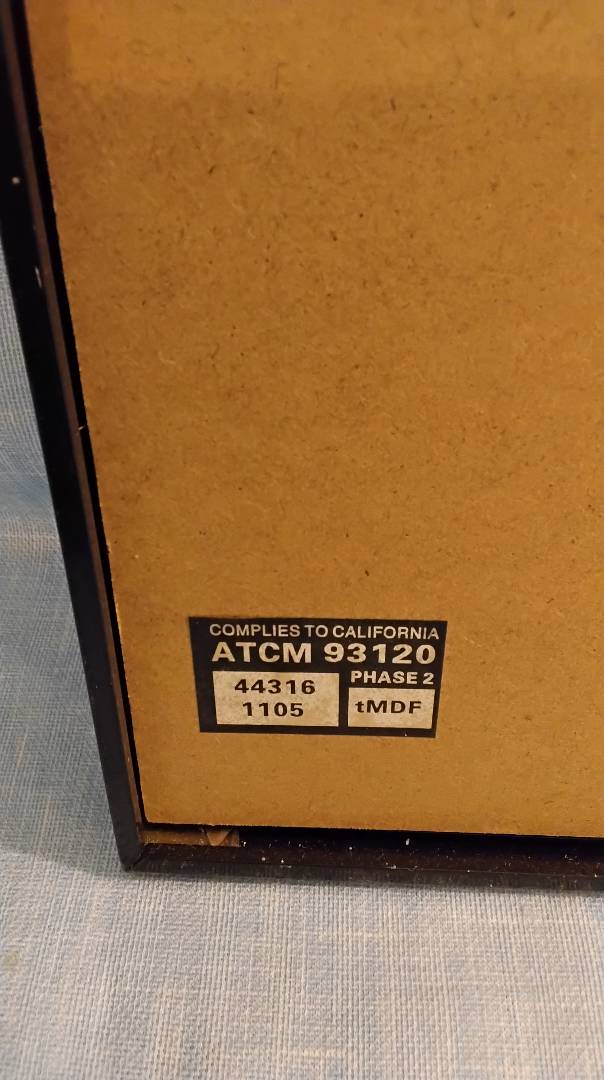 COMPLIES TO CALIFORNIA
ATCM 93120
PHASE 2
44316
1105
tMDF